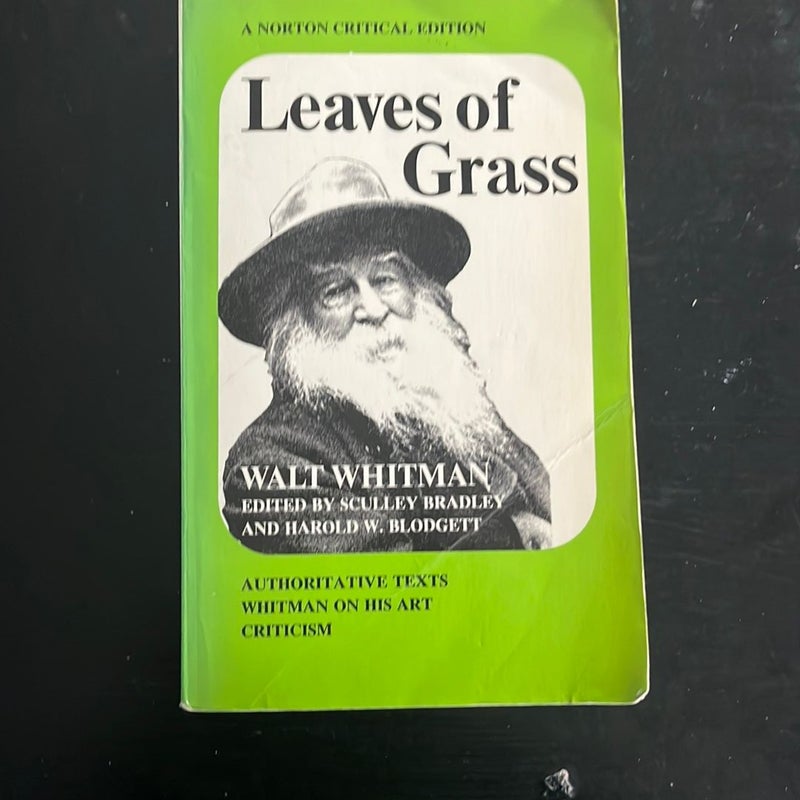 A NORTON CRITICAL EDITION
Leaves of
Grass
WALT WHITMAN
EDITED BY SCULLEY BRADLEY
AND HAROLD W. BLODGETT
AUTHORITATIVE TEXTS
WHITMAN ON HIS ART
CRITICISM